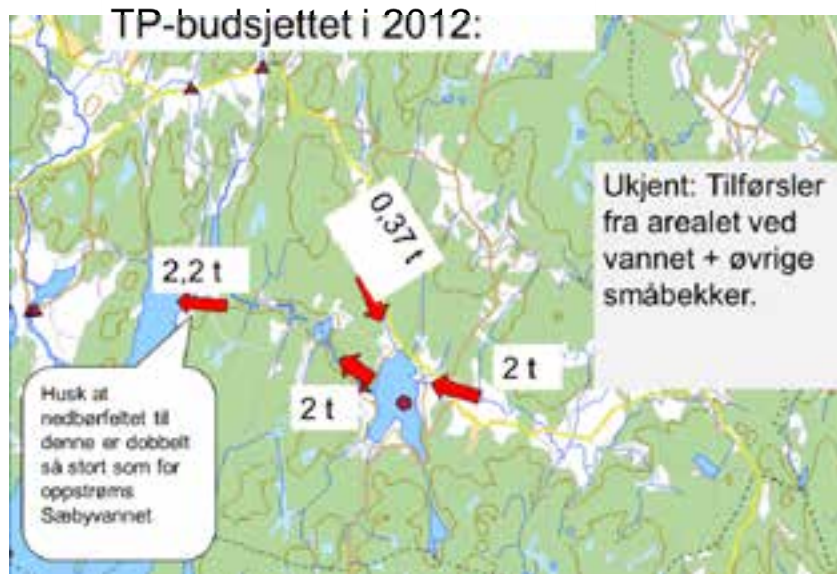 TP-budsjettet i 2012:
0,37 t
2,2 t
2 t
2 t
Ukjent: Tilførsler
fra arealet ved
vannet + øvrige
småbekker.
Husk at
nedbørfeltet til
denne er dobbelt
så stort som for
oppstrøms
Sæbyvannet